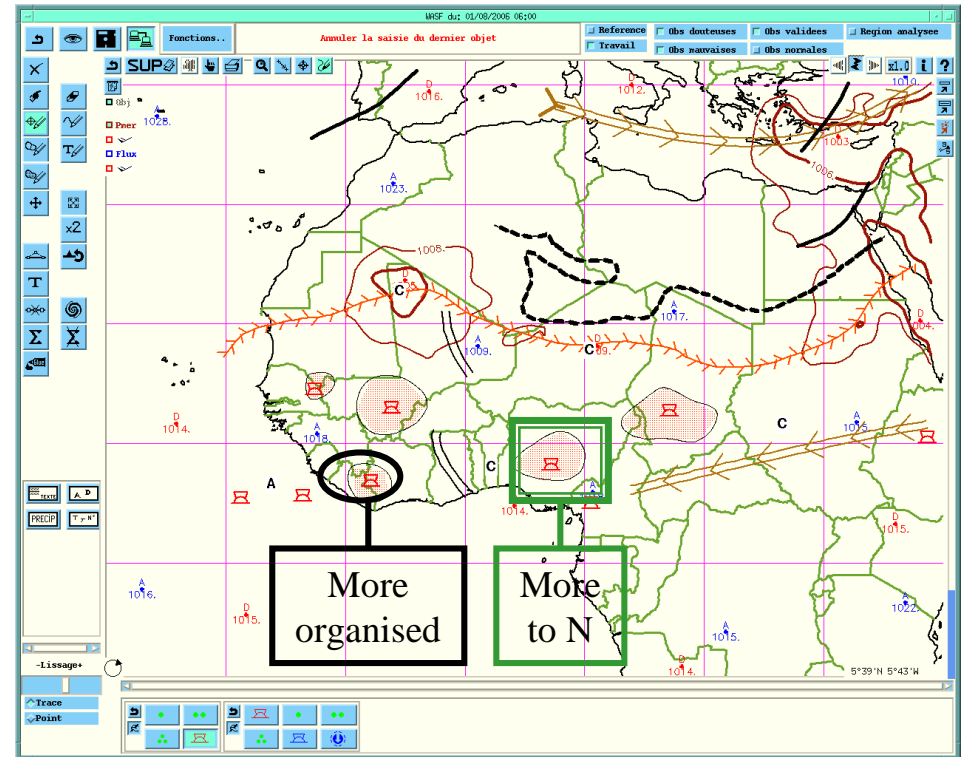 WASF du: 01/08/2006 06:00
Fonctions..
Annuler la saisie du dernier objet
Reference
Travail
Obs douteuses
Obs mauvaises
Obs validees
Obs normales
Region analysee
SUP
x1.0
i
?
Obj
Pmer
Flux
x2
T
Σ
TEXTE
A D
PRECIP
-Lissage+
Trace
Point
A
1028.
D
1016.
D
1012.
1010.
D
1003.
1006.
A
1023.
1008.
D
C
A
1017.
D
004.
A
1009.
C
D
09.
D
1014.
A
1018.
C
A
1015.
A
C
D
1014.
A
D
1015.
A
1016.
D
1015.
A
1022.
A
1015.
D
1014.
More
organised
More
to N
5°39'N 5°43'W